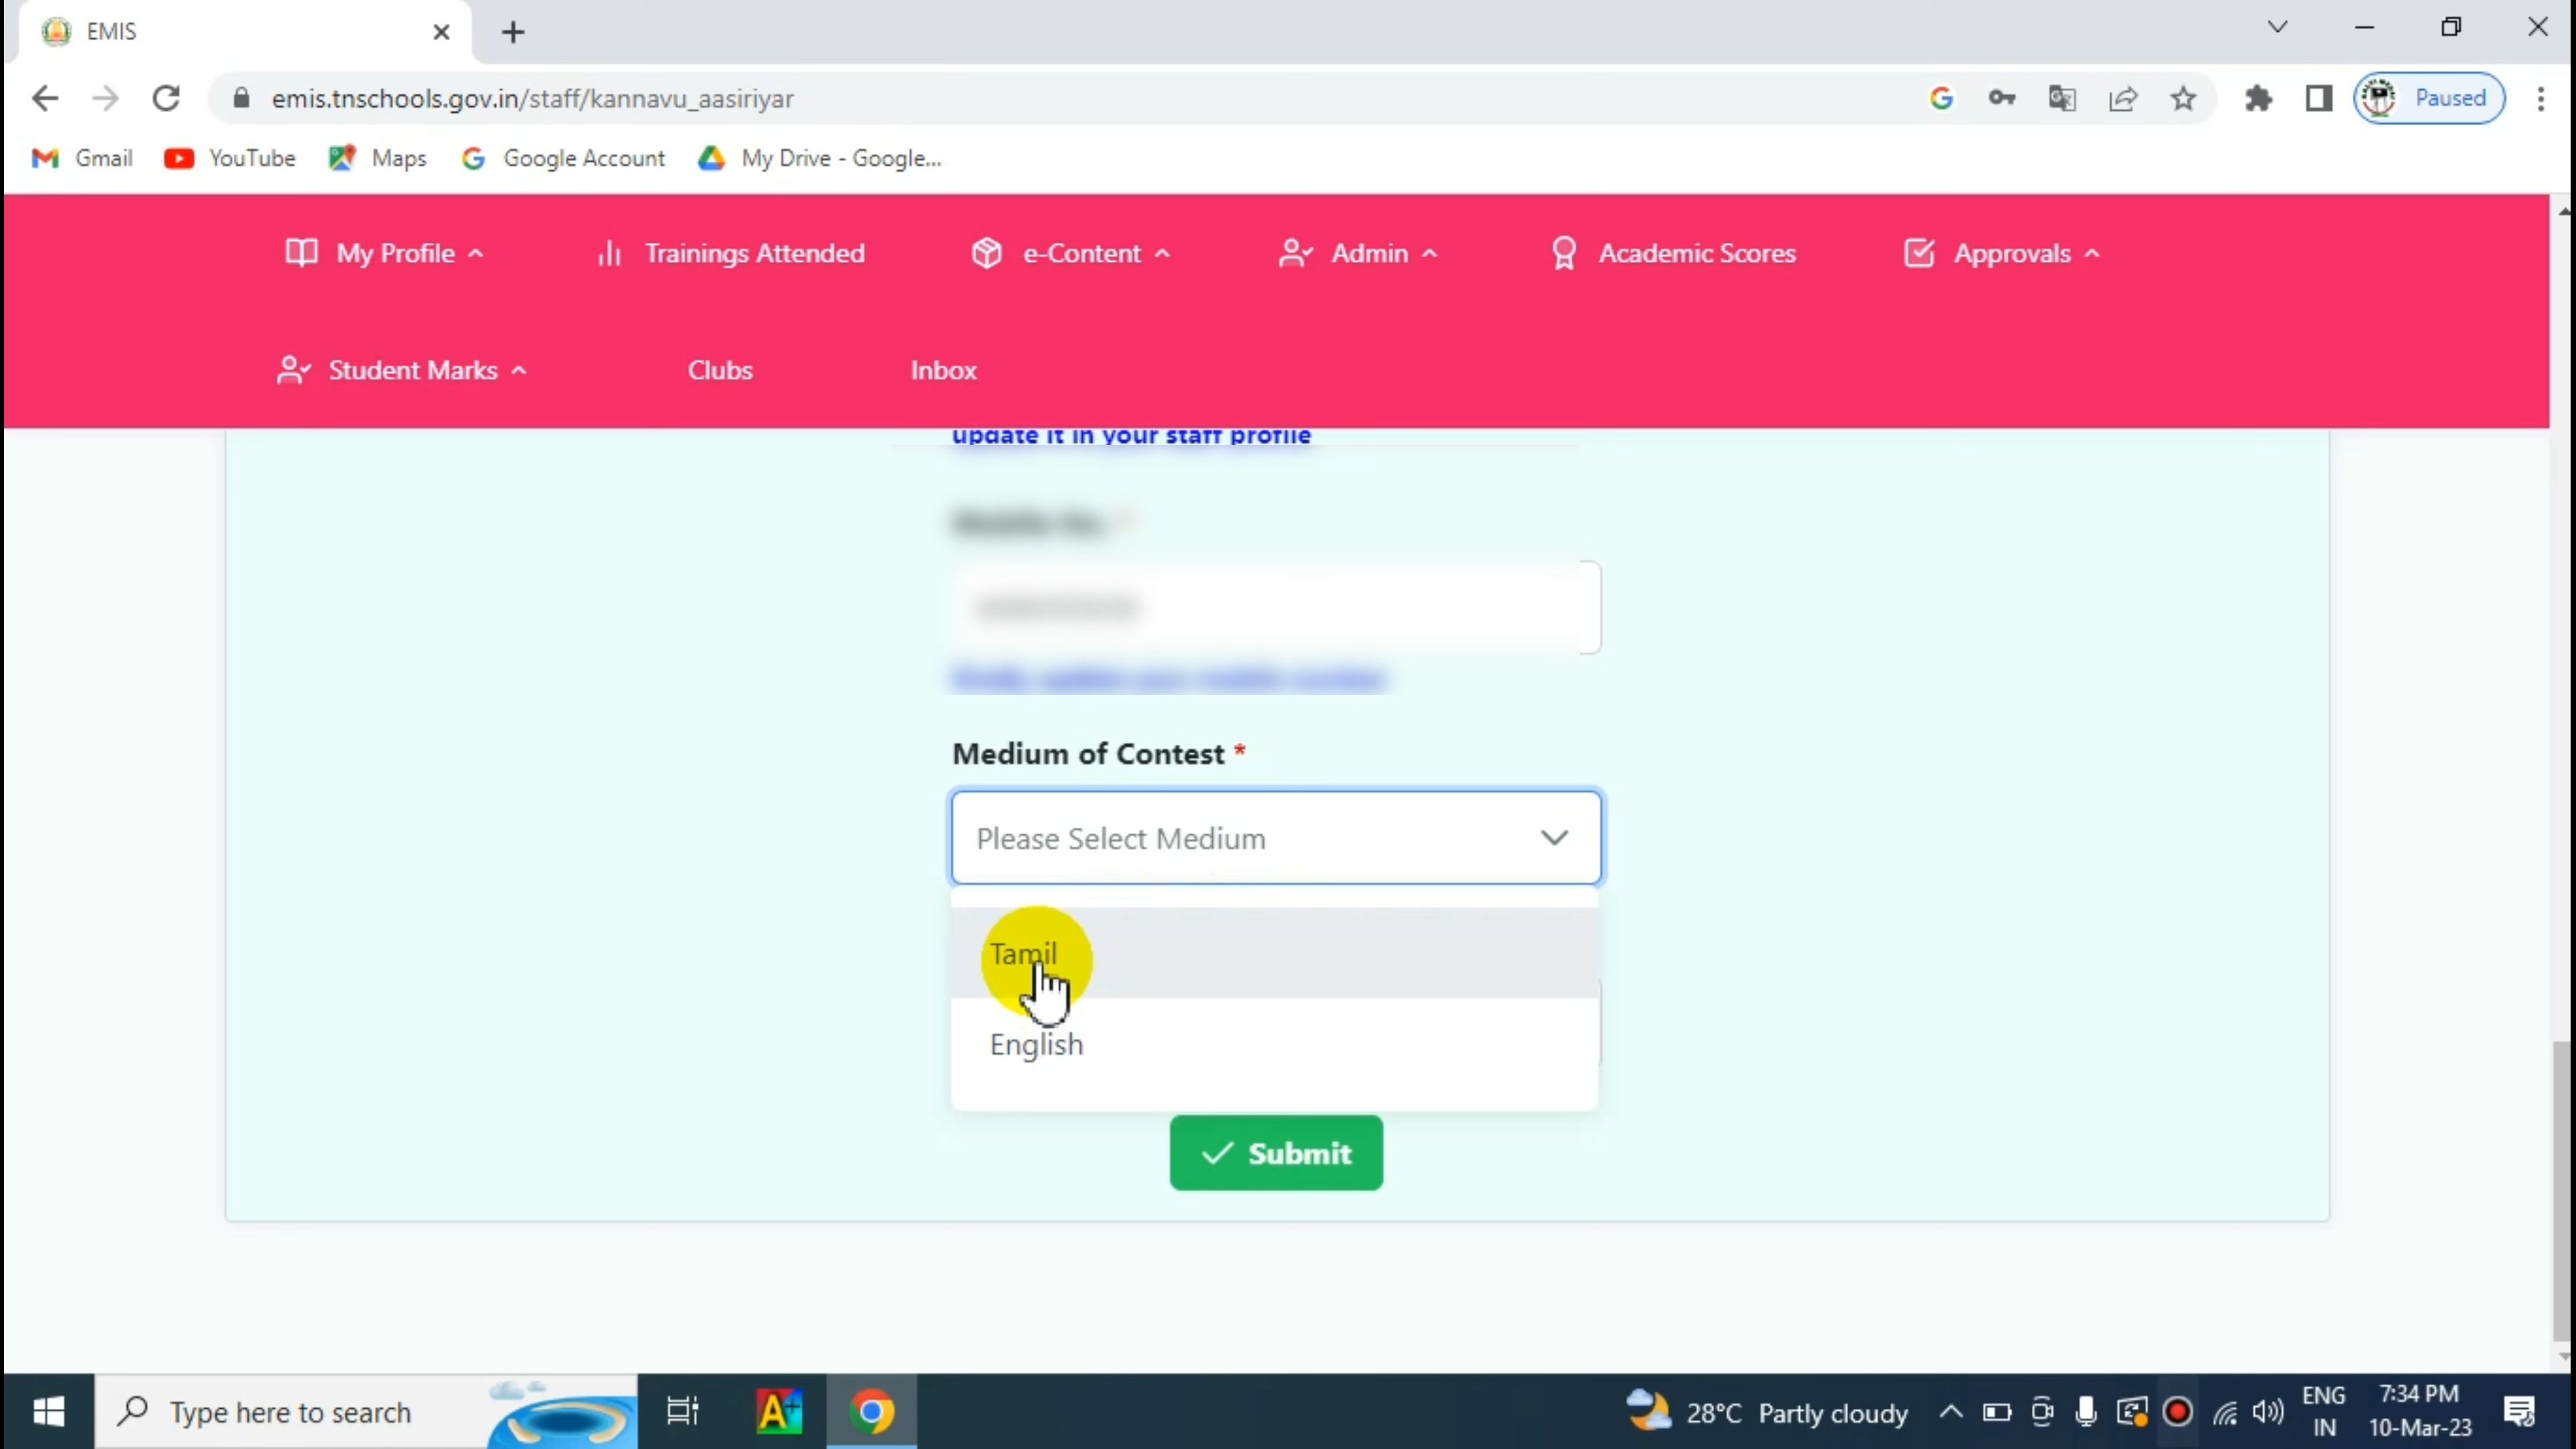 EMIS
emis.tnschools.gov.in/staff/kannavu_aasiriyar
Paused
Gmail YouTube Maps Google Account My Drive - Google...
My Profile Trainings Attended e-Content Admin Academic Scores Approvals
Student Marks Clubs Inbox
update it in your staff profile
Medium of Contest *
Please Select Medium
Tamil
English
Submit
Type here to search
28°C Partly cloudy
ENG
IN
7:34 PM
10-Mar-23